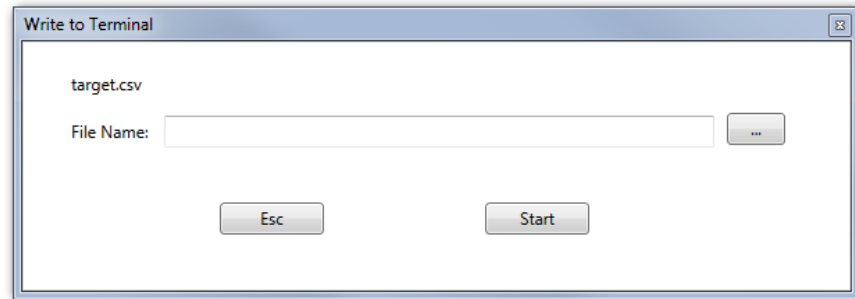 Write to Terminal
target.csv
File Name:
...
Esc Start